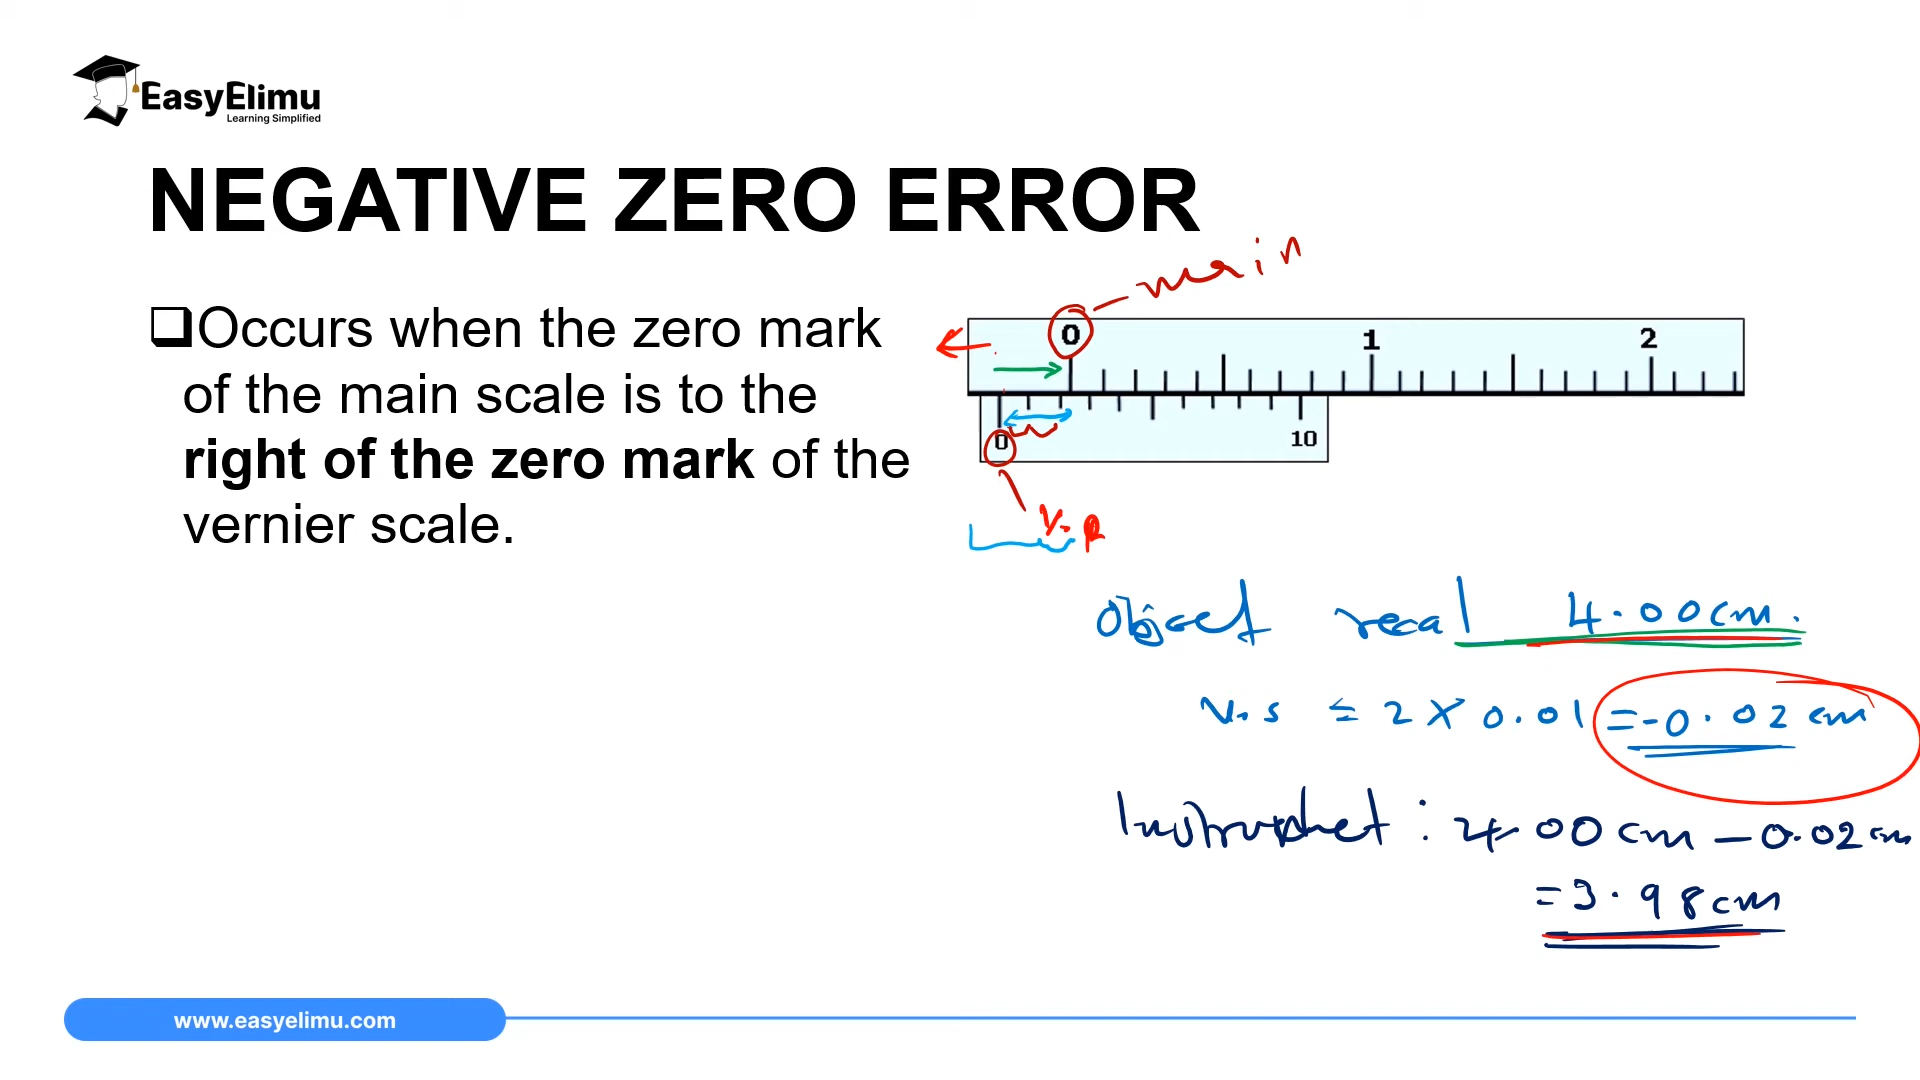 EasyElimu
Learning Simplified
NEGATIVE ZERO ERROR
main
❑Occurs when the zero mark
of the main scale is to the
right of the zero mark of the
vernier scale.
0 1 2
0 10
Object real 4.00cm.
V.s = 2 X 0.01 = -0.02 cm
: 4.00 cm - 0.02 cm
= 3.98cm
www.easyelimu.com